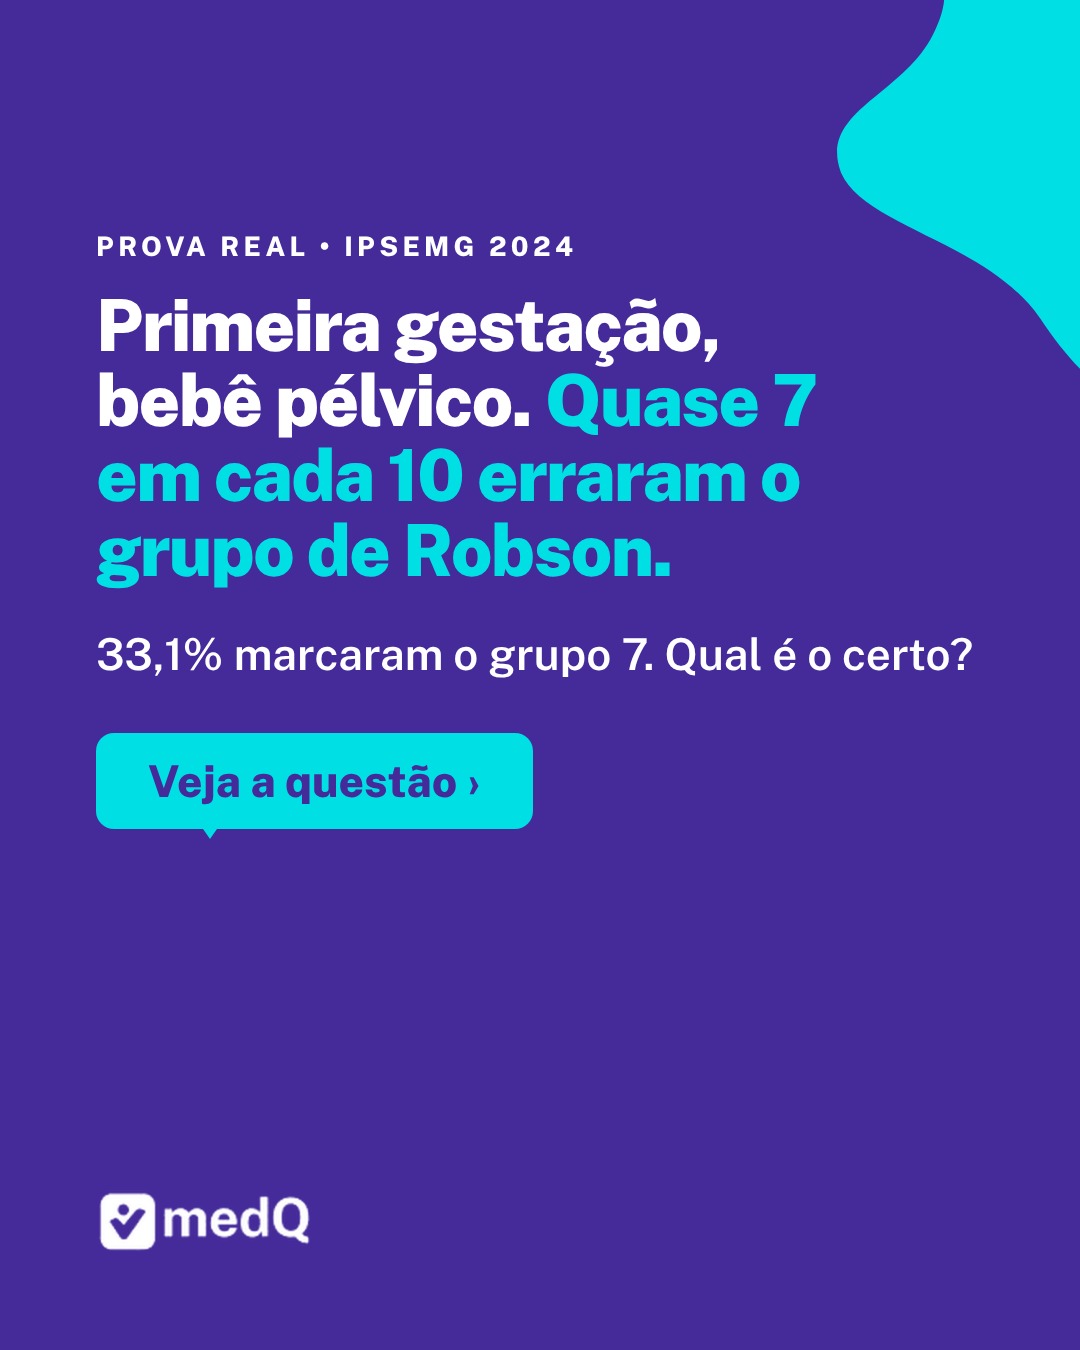 PROVA REAL • IPSEMG 2024
Primeira gestação,
bebê pélvico. Quase 7
em cada 10 erraram o
grupo de Robson.
33,1% marcaram o grupo 7. Qual é o certo?
Veja a questão ›
medQ